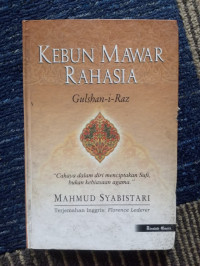 KEBUN MAWAR
RAHASIA
Gulshan-i-Raz
"Cahaya dalam diri menciptakan Sufi,
bukan kebiasaan agama."
MAHMUD SYABISTARI
Terjemahan Inggris: Florence Lederer